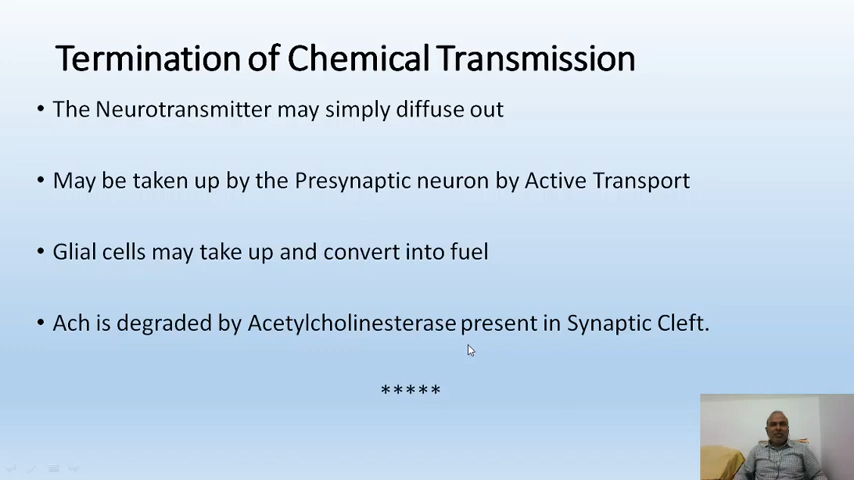 Termination of Chemical Transmission
• The Neurotransmitter may simply diffuse out
• May be taken up by the Presynaptic neuron by Active Transport
• Glial cells may take up and convert into fuel
• Ach is degraded by Acetylcholinesterase present in Synaptic Cleft.
*****